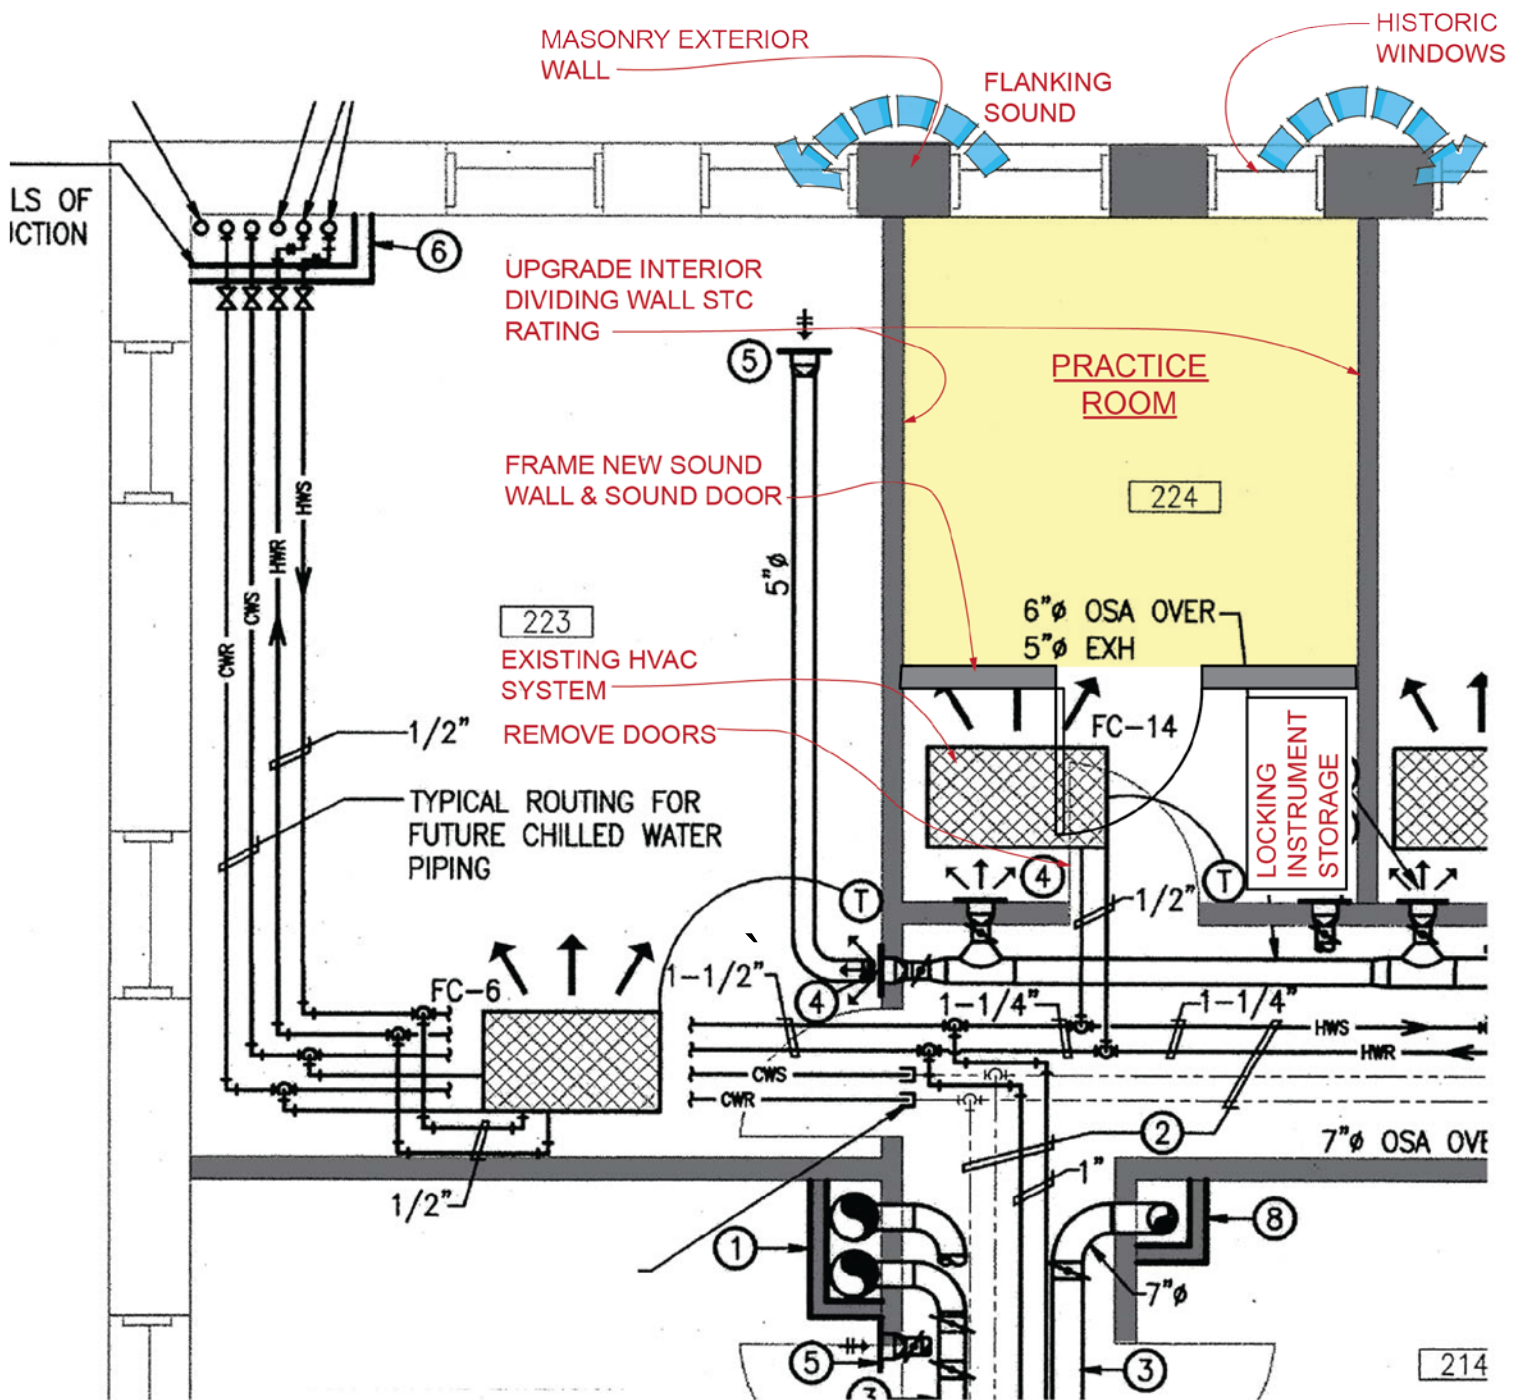 MASONRY EXTERIOR
WALL
FLANKING
SOUND
HISTORIC
WINDOWS
LS OF
UCTION
6
UPGRADE INTERIOR
DIVIDING WALL STC
RATING
5
PRACTICE
ROOM
FRAME NEW SOUND
WALL & SOUND DOOR
224
HWS
HWR
CWS
CWR
5"ø
223
6"ø OSA OVER
5"ø EXH
EXISTING HVAC
SYSTEM
REMOVE DOORS
FC-14
1/2"
TYPICAL ROUTING FOR
FUTURE CHILLED WATER
PIPING
LOCKING
INSTRUMENT
STORAGE
4
T
T
1/2"
FC-6
1-1/2"
4
1-1/4"
1-1/4"
HWS
HWR
CWS
CWR
2
7"ø OSA OVE
1"
1/2"
1
8
7"ø
5
3
3
214